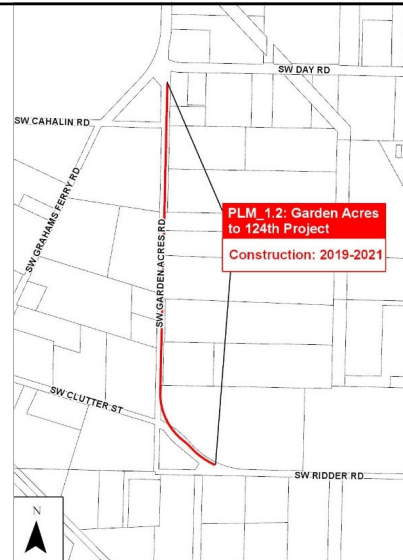 SW DAY RD
SW CAHALIN RD
SW GRAHAMS FERRY RD
PLM_1.2: Garden Acres
to 124th Project
Construction: 2019-2021
SW GARDEN ACRES RD
SW CLUTTER ST
SW RIDDER RD
N